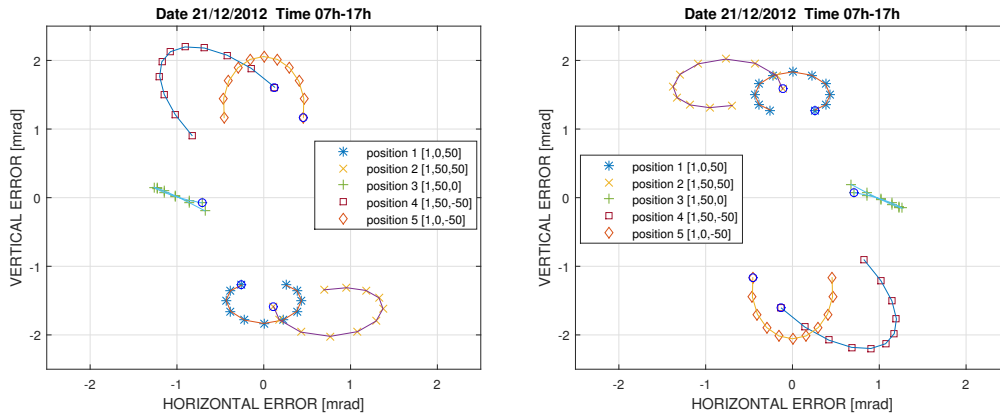 Date 21/12/2012 Time 07h-17h
VERTICAL ERROR [mrad]
2
1
0
-1
-2
position 1 [1,0,50]
position 2 [1,50,50]
position 3 [1,50,0]
position 4 [1,50,-50]
position 5 [1,0,-50]
-2 -1 0 1 2
HORIZONTAL ERROR [mrad]
Date 21/12/2012 Time 07h-17h
VERTICAL ERROR [mrad]
2
1
0
-1
-2
position 1 [1,0,50]
position 2 [1,50,50]
position 3 [1,50,0]
position 4 [1,50,-50]
position 5 [1,0,-50]
-2 -1 0 1 2
HORIZONTAL ERROR [mrad]